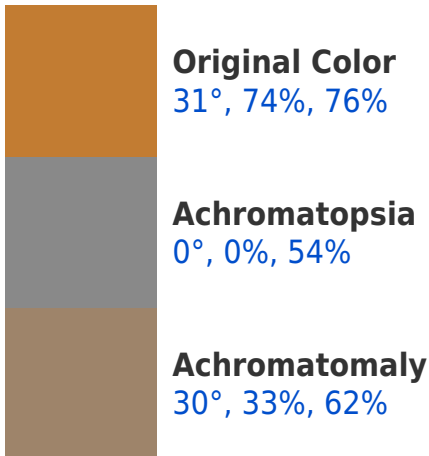 Original Color
31°, 74%, 76%
Achromatopsia
0°, 0%, 54%
Achromatomaly
30°, 33%, 62%